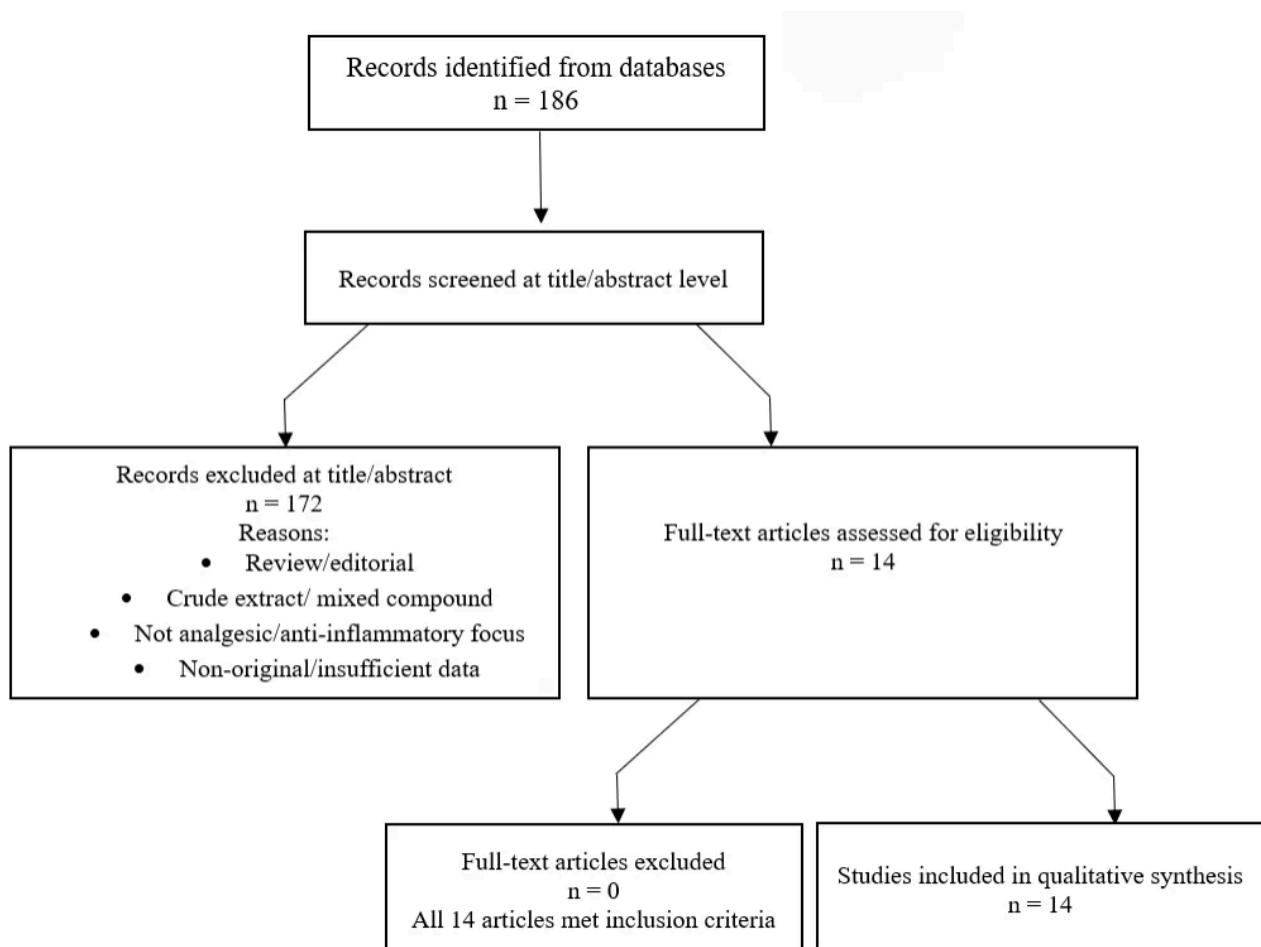 Records identified from databases
n = 186
Records screened at title/abstract level
Records excluded at title/abstract
n = 172
Reasons:
• Review/editorial
• Crude extract/ mixed compound
• Not analgesic/anti-inflammatory focus
• Non-original/insufficient data
Full-text articles assessed for eligibility
n = 14
Full-text articles excluded
n = 0
All 14 articles met inclusion criteria
Studies included in qualitative synthesis
n = 14